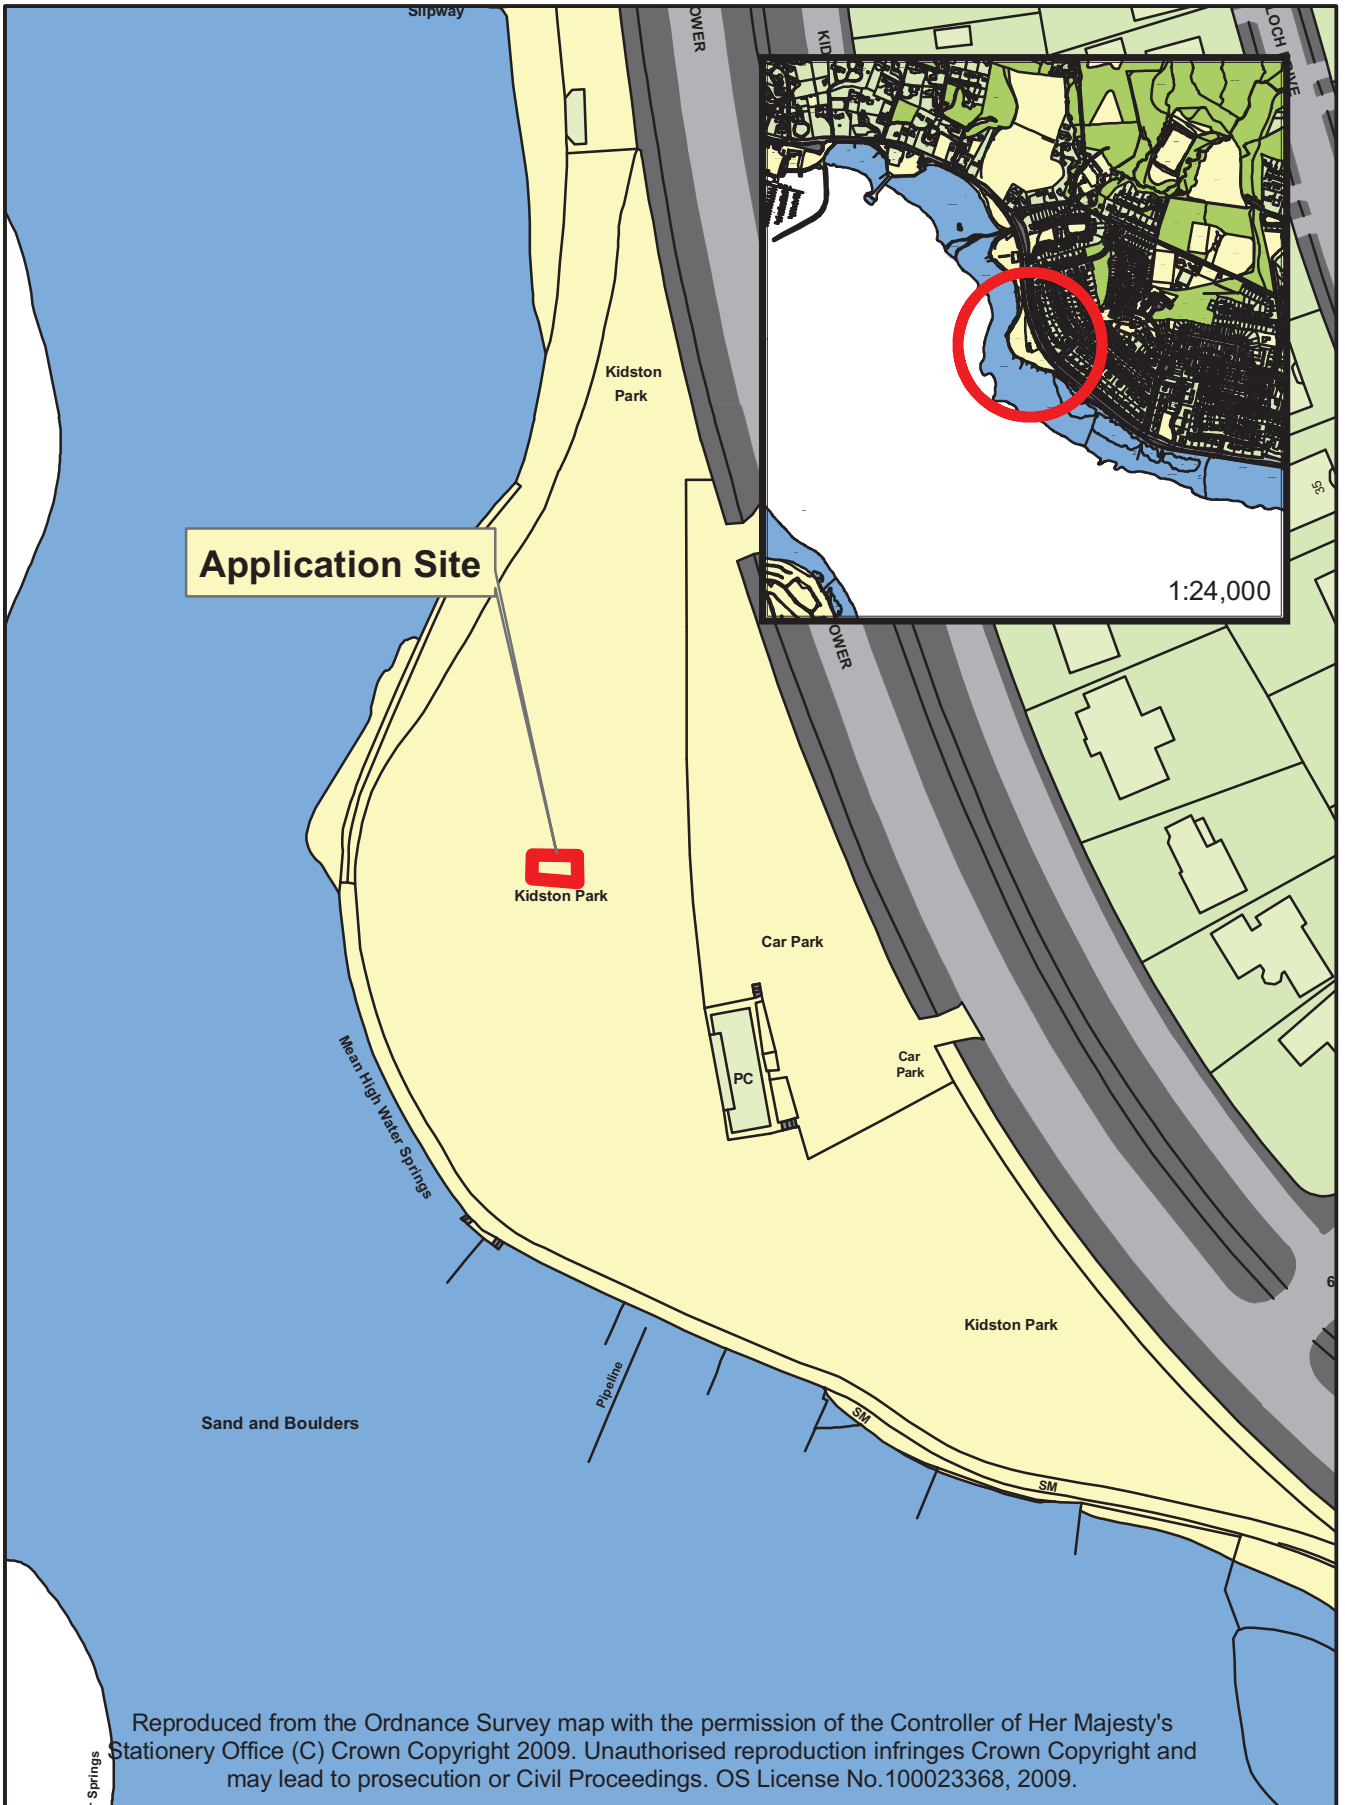 Slipway
OWER
KID
LOCH DRIVE
Kidston
Park
35
Application Site
1:24,000
OWER
Kidston Park
Car Park
Car
Park
PC
Mean High Water Springs
6
Kidston Park
Pipeline
SM
Sand and Boulders
SM
Reproduced from the Ordnance Survey map with the permission of the Controller of Her Majesty's
Stationery Office (C) Crown Copyright 2009. Unauthorised reproduction infringes Crown Copyright and
may lead to prosecution or Civil Proceedings. OS License No.100023368, 2009.
Springs